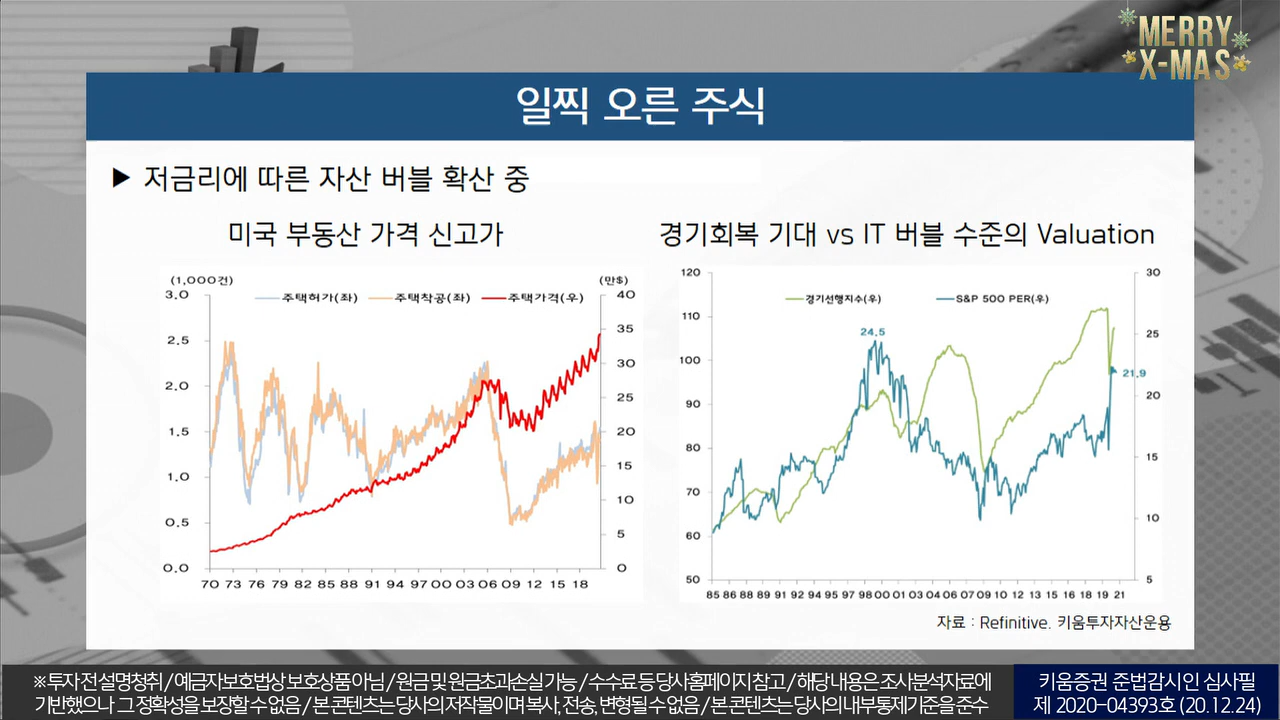 MERRY
X-MAS
일찍 오른 주식
▶ 저금리에 따른 자산 버블 확산 중
미국 부동산 가격 신고가
경기회복 기대 vs IT 버블 수준의 Valuation
(1,000건) (만$)
주택허가(좌) 주택착공(좌) 주택가격(우)
3.0 40
35
2.5 30
2.0 25
1.5 20
15
1.0 10
0.5 5
0.0 0
70 73 76 79 82 85 88 91 94 97 00 03 06 09 12 15 18
경기선행지수(우) S&P 500 PER(우)
120 30
110 25
24.5
100
21.9
90 20
80 15
70 10
60
50 5
85 86 88 89 91 92 94 95 97 98 00 01 03 04 06 07 09 10 12 13 15 16 18 19 21
자료 : Refinitive. 키움투자자산운용
※ 투자 전 설명청취 / 예금자보호법상 보호상품 아님 / 원금 및 원금초과손실 가능 / 수수료 등 당사홈페이지 참고 / 해당 내용은 조사분석자료에
기반했으나 그 정확성을 보장할 수 없음 / 본 콘텐츠는 당사의 저작물이며 복사, 전송, 변형될 수 없음 / 본 콘텐츠는 당사의 내부통제기준을 준수
키움증권 준법감시인 심사필
제 2020-04393호 (20.12.24)